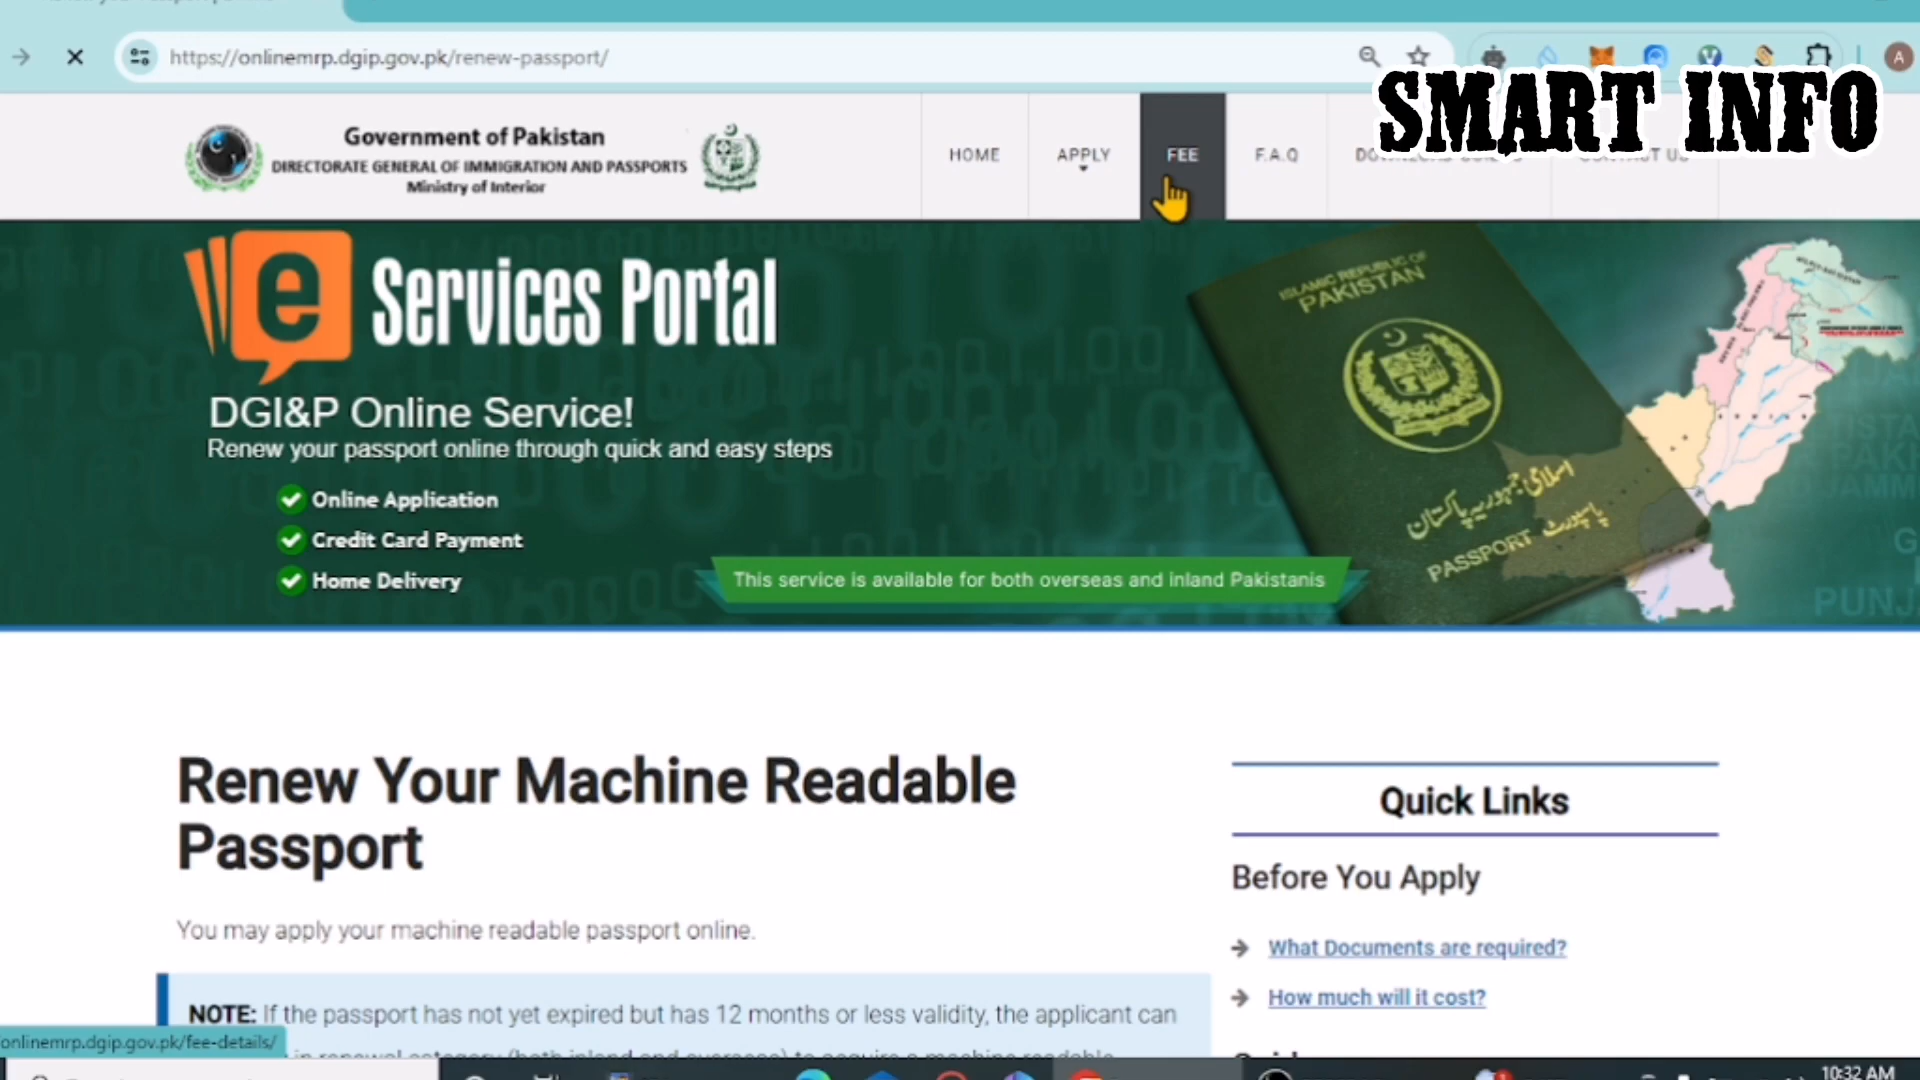 https://onlinemrp.dgip.gov.pk/renew-passport/
A
SMART INFO
Government of Pakistan
DIRECTORATE GENERAL OF IMMIGRATION AND PASSPORTS
Ministry of Interior
HOME
APPLY
FEE
F.A.Q
e Services Portal
DGI&P Online Service!
Renew your passport online through quick and easy steps
Online Application
Credit Card Payment
Home Delivery
This service is available for both overseas and inland Pakistanis
ISLAMIC REPUBLIC OF
PAKISTAN
اسلامی جمہوریہ پاکستان
پاسپورٹ
PASSPORT
Renew Your Machine Readable
Passport
You may apply your machine readable passport online.
NOTE: If the passport has not yet expired but has 12 months or less validity, the applicant can
Quick Links
Before You Apply
What Documents are required?
How much will it cost?
onlinemrp.dgip.gov.pk/fee-details/
10:32 AM